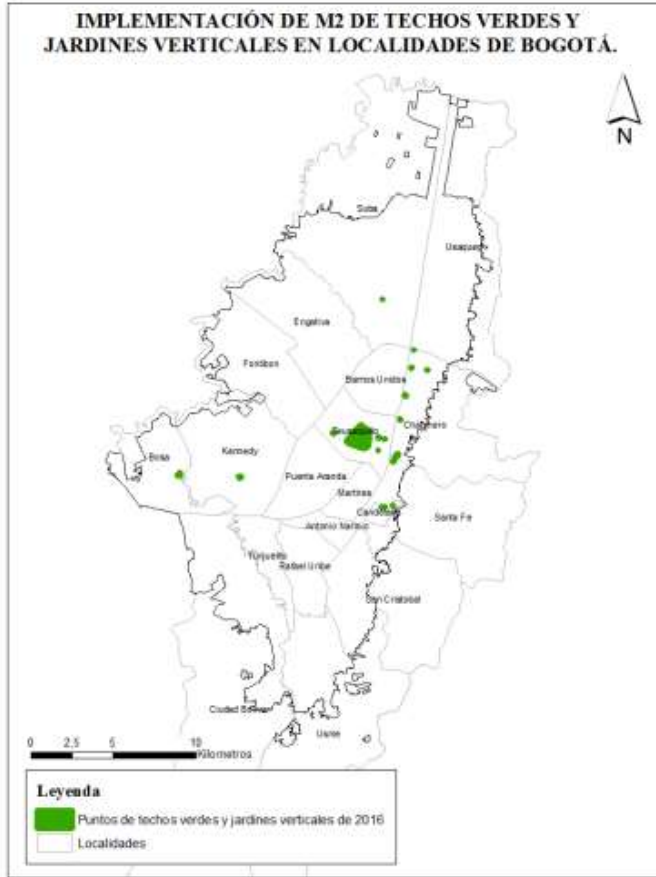 IMPLEMENTACIÓN DE M2 DE TECHOS VERDES Y
JARDINES VERTICALES EN LOCALIDADES DE BOGOTÁ.
N
Suba
Usaquen
Engativa
Fontibon
Barrios Unidos
Chapinero
Bosa
Kennedy
Puente Aranda
Martires
Santa Fe
Antonio Nariño
Tunjuelito
Rafael Uribe
San Cristobal
Ciudad Bolivar
Usme
0 2,5 5 10
Kilometros
Leyenda
Puntos de techos verdes y jardines verticales de 2016
Localidades